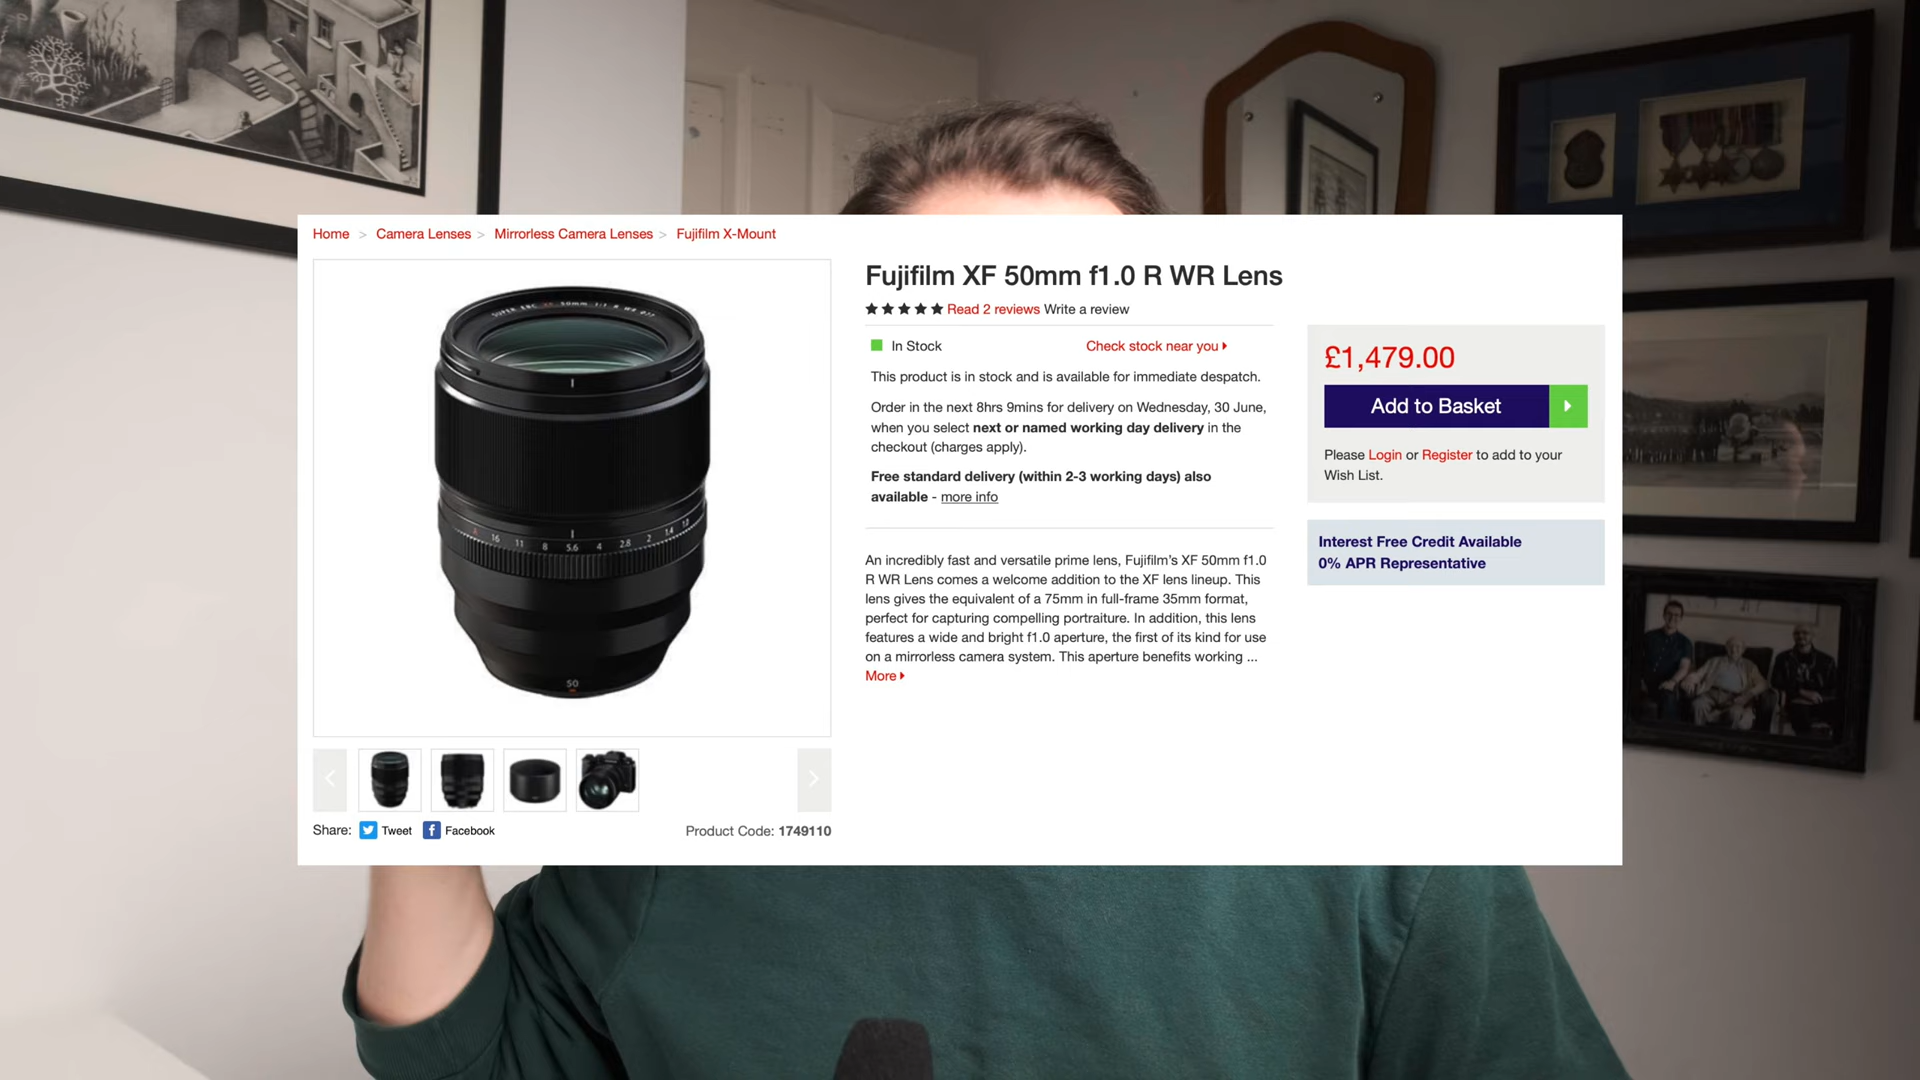 Home > Camera Lenses > Mirrorless Camera Lenses > Fujifilm X-Mount
SUPER EBC XF 50mm 1:1 R WR ø77
A 16 11 8 5.6 4 2.8 2 1.4 1.0
50
Share: Tweet Facebook
Product Code: 1749110
Fujifilm XF 50mm f1.0 R WR Lens
Read 2 reviews Write a review
In Stock
Check stock near you
This product is in stock and is available for immediate despatch.
Order in the next 8hrs 9mins for delivery on Wednesday, 30 June,
when you select next or named working day delivery in the
checkout (charges apply).
Free standard delivery (within 2-3 working days) also
available - more info
An incredibly fast and versatile prime lens, Fujifilm’s XF 50mm f1.0
R WR Lens comes a welcome addition to the XF lens lineup. This
lens gives the equivalent of a 75mm in full-frame 35mm format,
perfect for capturing compelling portraiture. In addition, this lens
features a wide and bright f1.0 aperture, the first of its kind for use
on a mirrorless camera system. This aperture benefits working ...
More
£1,479.00
Add to Basket
Please Login or Register to add to your
Wish List.
Interest Free Credit Available
0% APR Representative